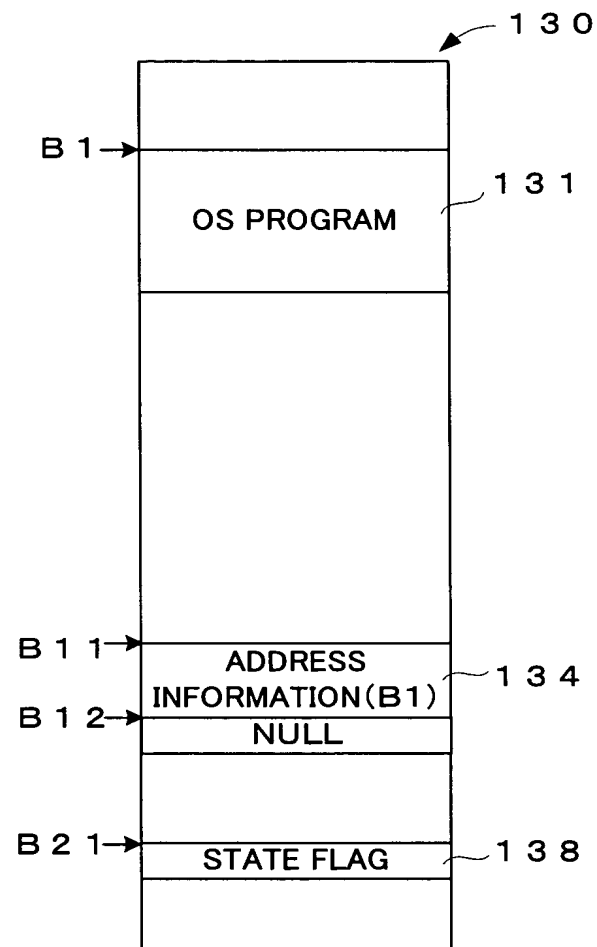 130
B1
131
OS PROGRAM
B11
ADDRESS
INFORMATION(B1)
134
B12
NULL
B21
STATE FLAG
138